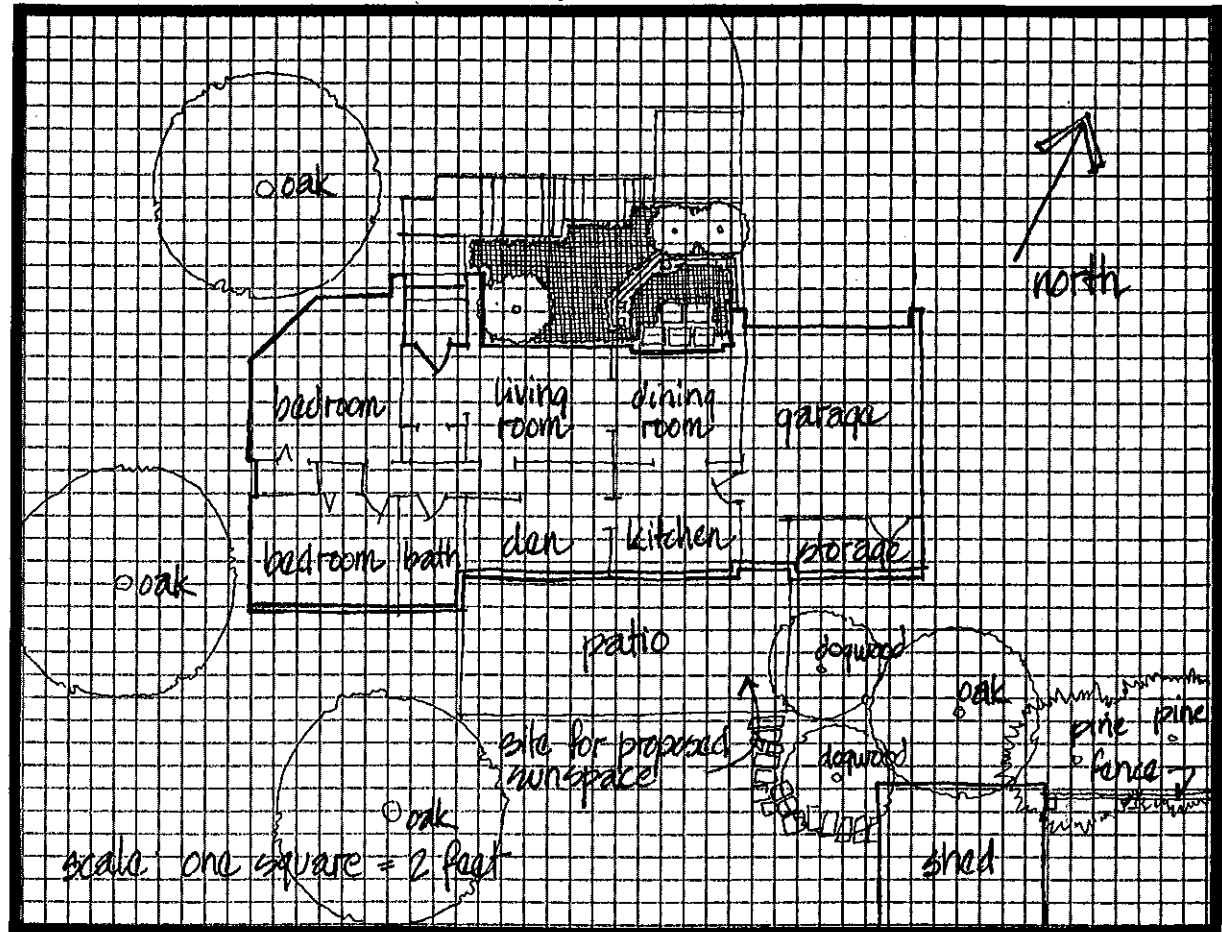 oak
north
bedroom
living
room
dining
room
garage
bedroom
bath
den
kitchen
storage
oak
patio
dogwood
oak
pine
pine
fence
site for proposed
sunspace
dogwood
oak
shed
scale: one square = 2 feet